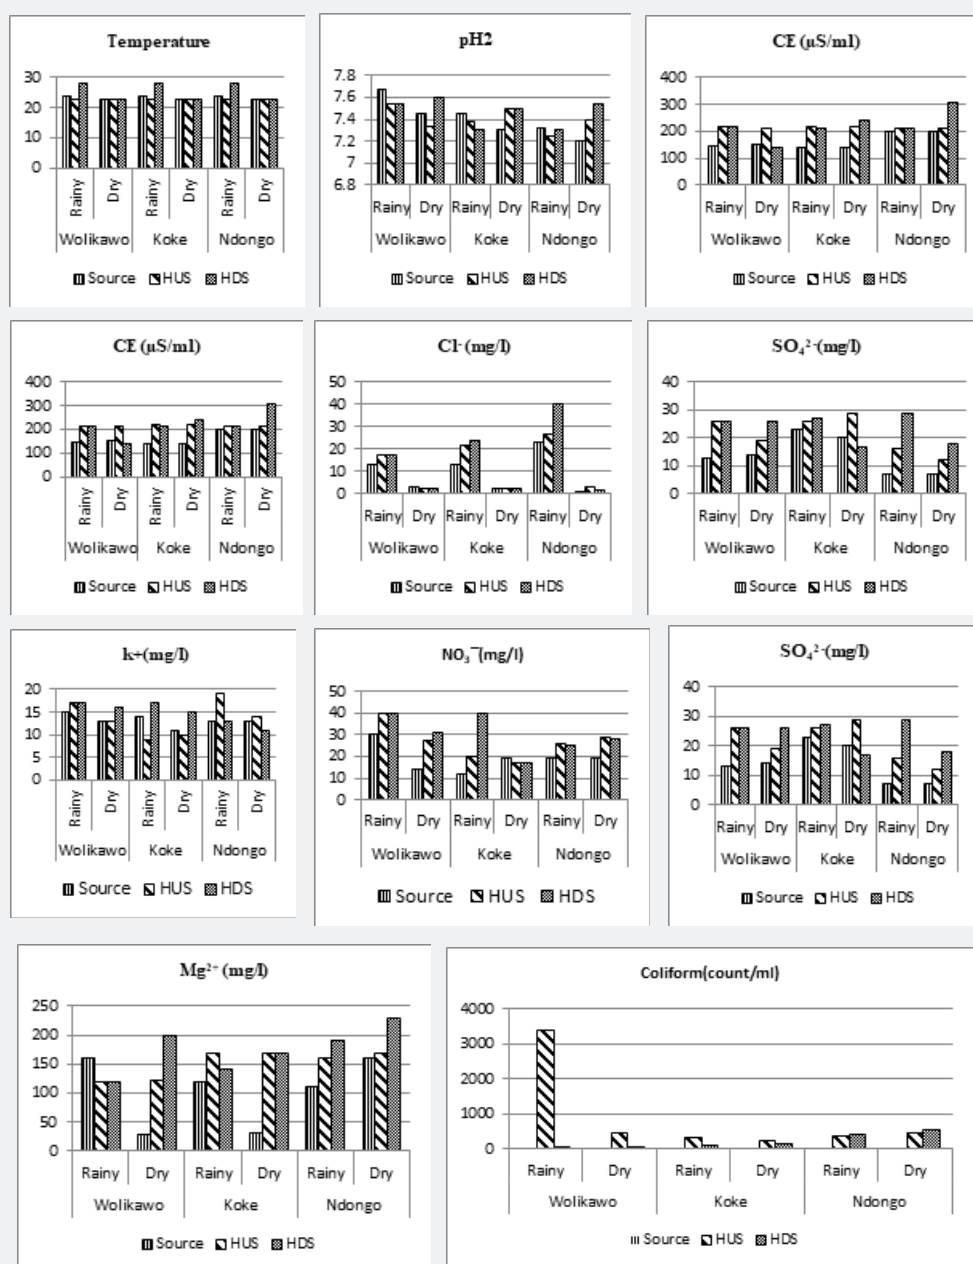 Temperature
30
20
10
0
Rainy Dry Rainy Dry Rainy Dry
Wolikawo Koke Ndongo
Source HUS HDS
pH2
7.8
7.6
7.4
7.2
7
6.8
Rainy Dry Rainy Dry Rainy Dry
Wolikawo Koke Ndongo
Source HUS HDS
CE (µS/ml)
400
300
200
100
0
Rainy Dry Rainy Dry Rainy Dry
Wolikawo Koke Ndongo
Source HUS HDS
CE (µS/ml)
400
300
200
100
0
Rainy Dry Rainy Dry Rainy Dry
Wolikawo Koke Ndongo
Source HUS HDS
Cl⁻ (mg/l)
50
40
30
20
10
0
Rainy Dry Rainy Dry Rainy Dry
Wolikawo Koke Ndongo
Source HUS HDS
SO₄²⁻(mg/l)
40
30
20
10
0
Rainy Dry Rainy Dry Rainy Dry
Wolikawo Koke Ndongo
Source HUS HDS
k+(mg/l)
20
15
10
5
0
Rainy Dry Rainy Dry Rainy Dry
Wolikawo Koke Ndongo
Source HUS HDS
NO₃⁻(mg/l)
50
40
30
20
10
0
Rainy Dry Rainy Dry Rainy Dry
Wolikawo Koke Ndongo
Source HUS HDS
SO₄²⁻(mg/l)
40
30
20
10
0
Rainy Dry Rainy Dry Rainy Dry
Wolikawo Koke Ndongo
Source HUS HDS
Mg²⁺ (mg/l)
250
200
150
100
50
0
Rainy Dry Rainy Dry Rainy Dry
Wolikawo Koke Ndongo
Source HUS HDS
Coliform(count/ml)
4000
3000
2000
1000
0
Rainy Dry Rainy Dry Rainy Dry
Wolikawo Koke Ndongo
Source HUS HDS